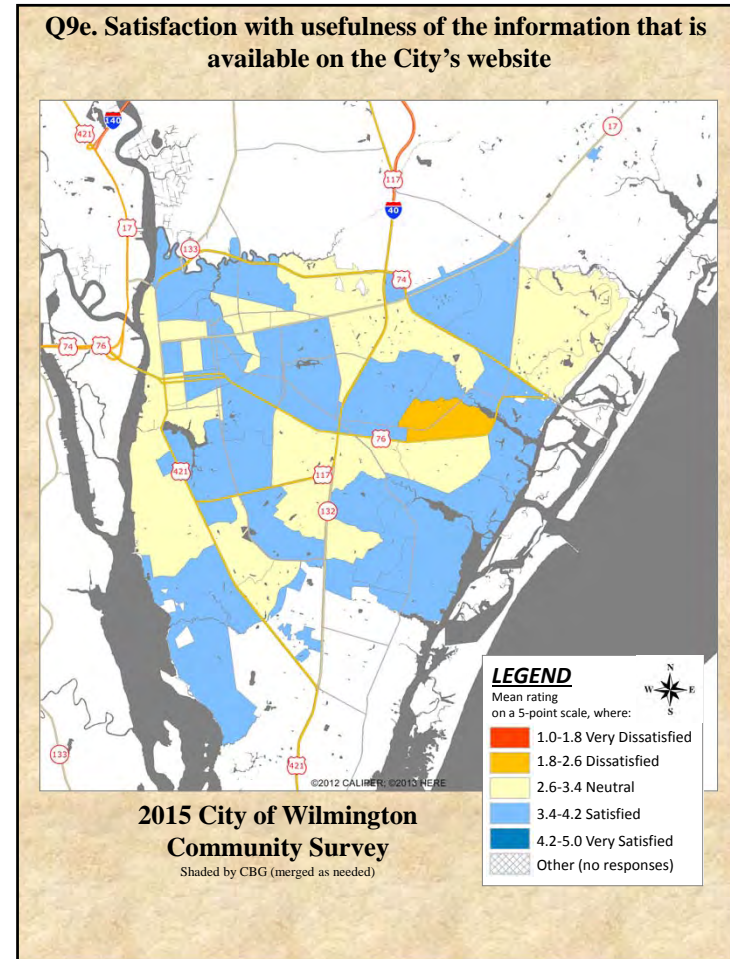 Q9e. Satisfaction with usefulness of the information that is
available on the City’s website
140
421
17
117
40
17
133
74
74
76
76
421
117
132
133
421
©2012 CALIPER; ©2013 HERE
LEGEND
Mean rating
on a 5-point scale, where:
N
W E
S
1.0-1.8 Very Dissatisfied
1.8-2.6 Dissatisfied
2.6-3.4 Neutral
3.4-4.2 Satisfied
4.2-5.0 Very Satisfied
Other (no responses)
2015 City of Wilmington
Community Survey
Shaded by CBG (merged as needed)